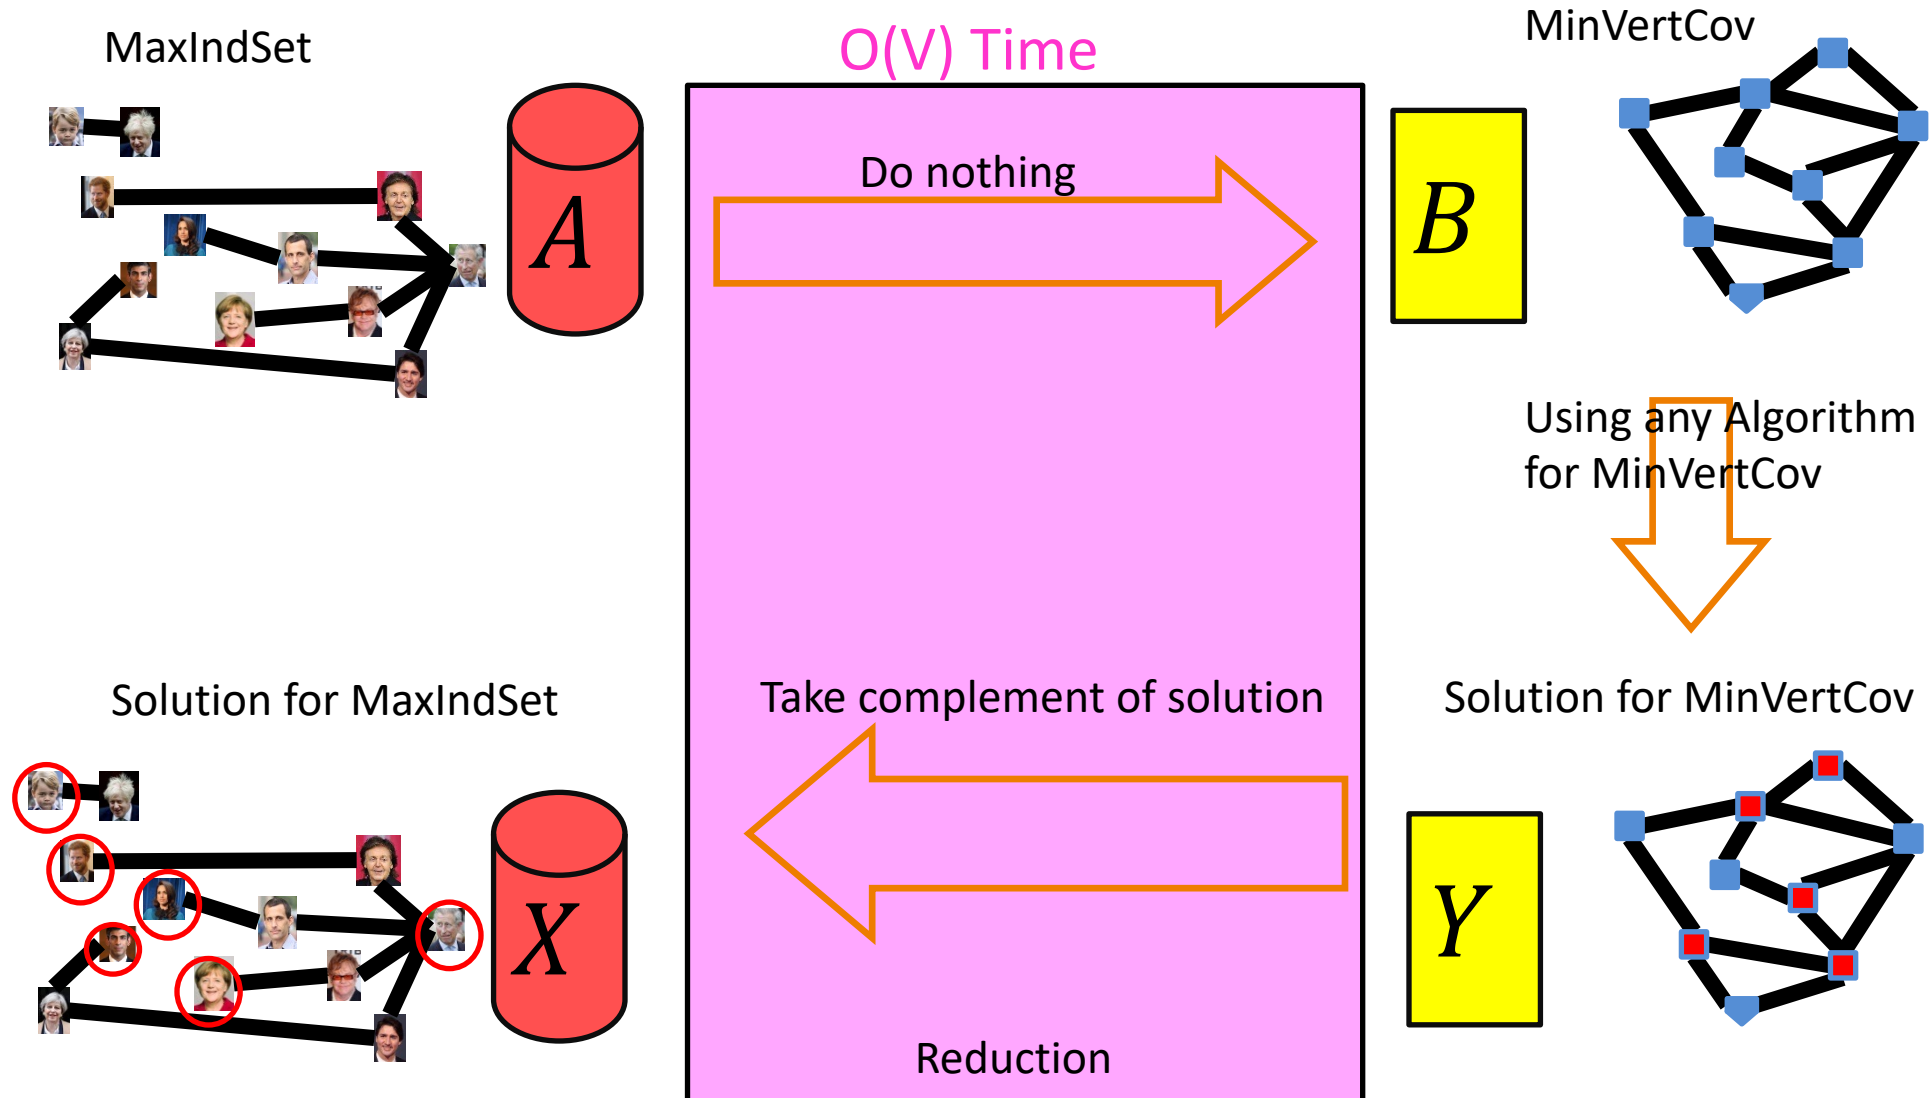 MaxIndSet
O(V) Time
MinVertCov
Do nothing
A
B
Using any Algorithm
for MinVertCov
Solution for MaxIndSet
Take complement of solution
Solution for MinVertCov
X
Y
Reduction